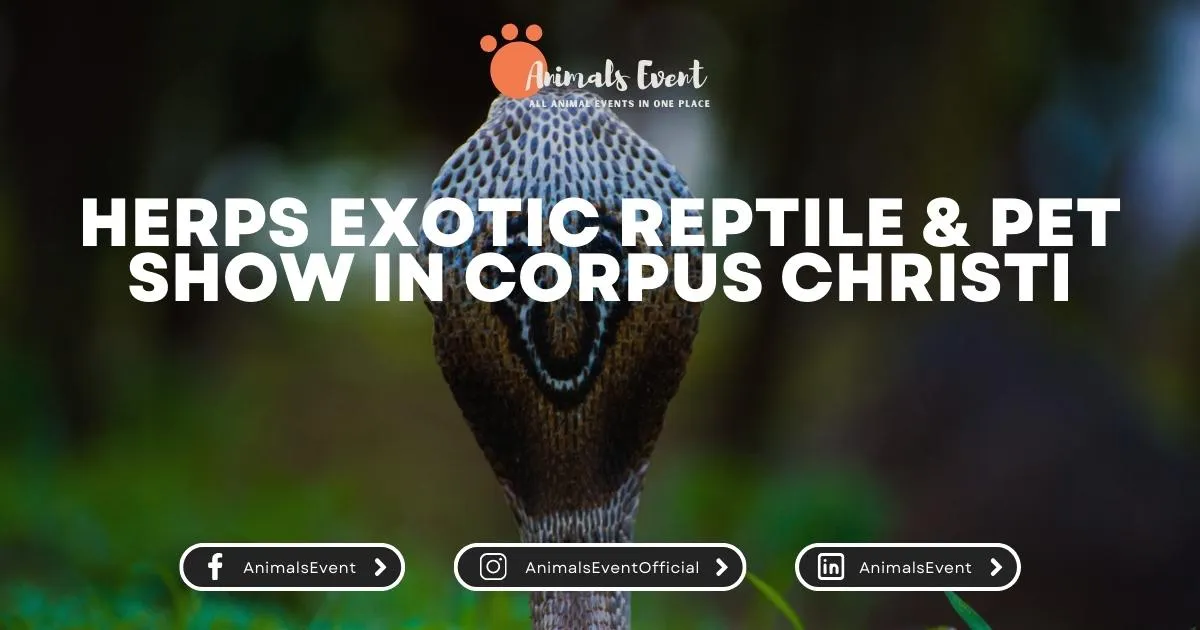 Animals Event
ALL ANIMAL EVENTS IN ONE PLACE
HERPS EXOTIC REPTILE & PET
SHOW IN CORPUS CHRISTI
AnimalsEvent
AnimalsEventOfficial
AnimalsEvent